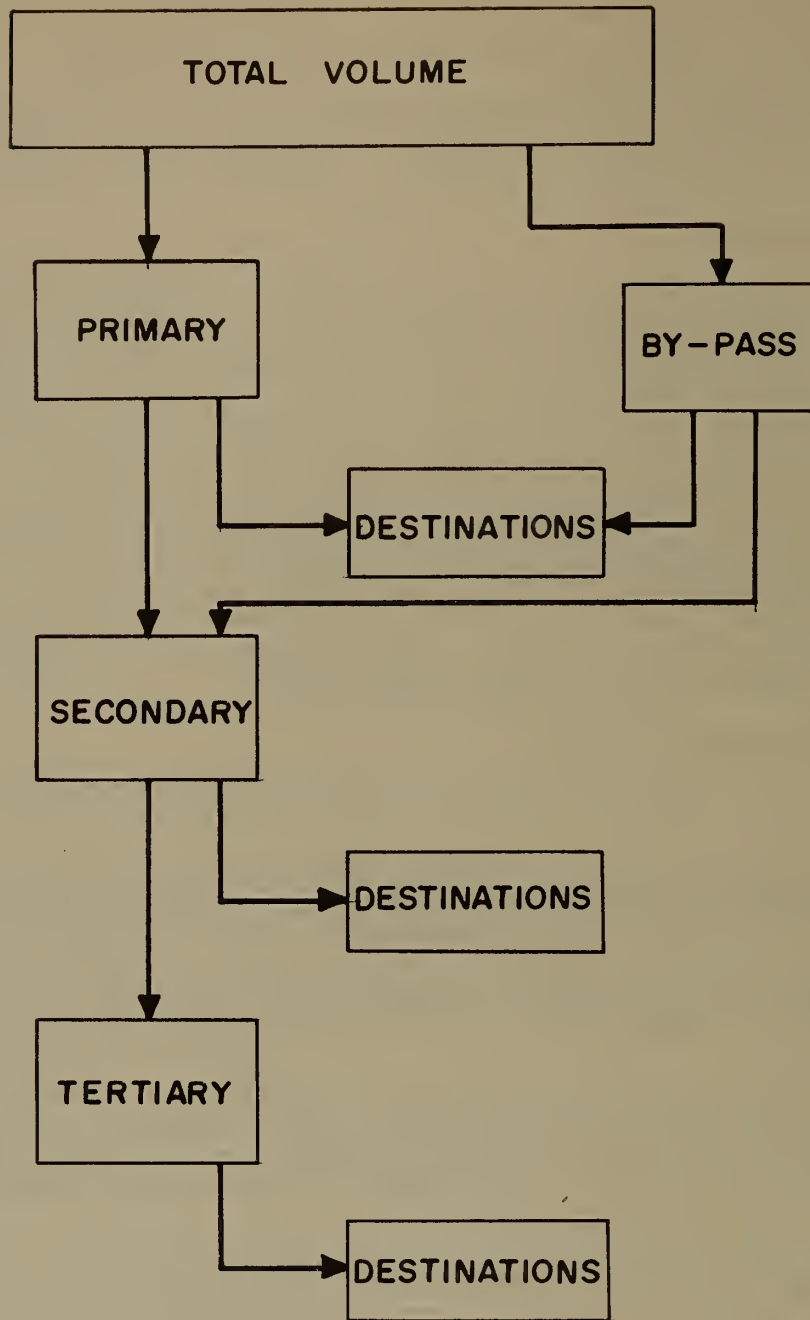 TOTAL VOLUME
PRIMARY
BY-PASS
DESTINATIONS
SECONDARY
DESTINATIONS
TERTIARY
DESTINATIONS